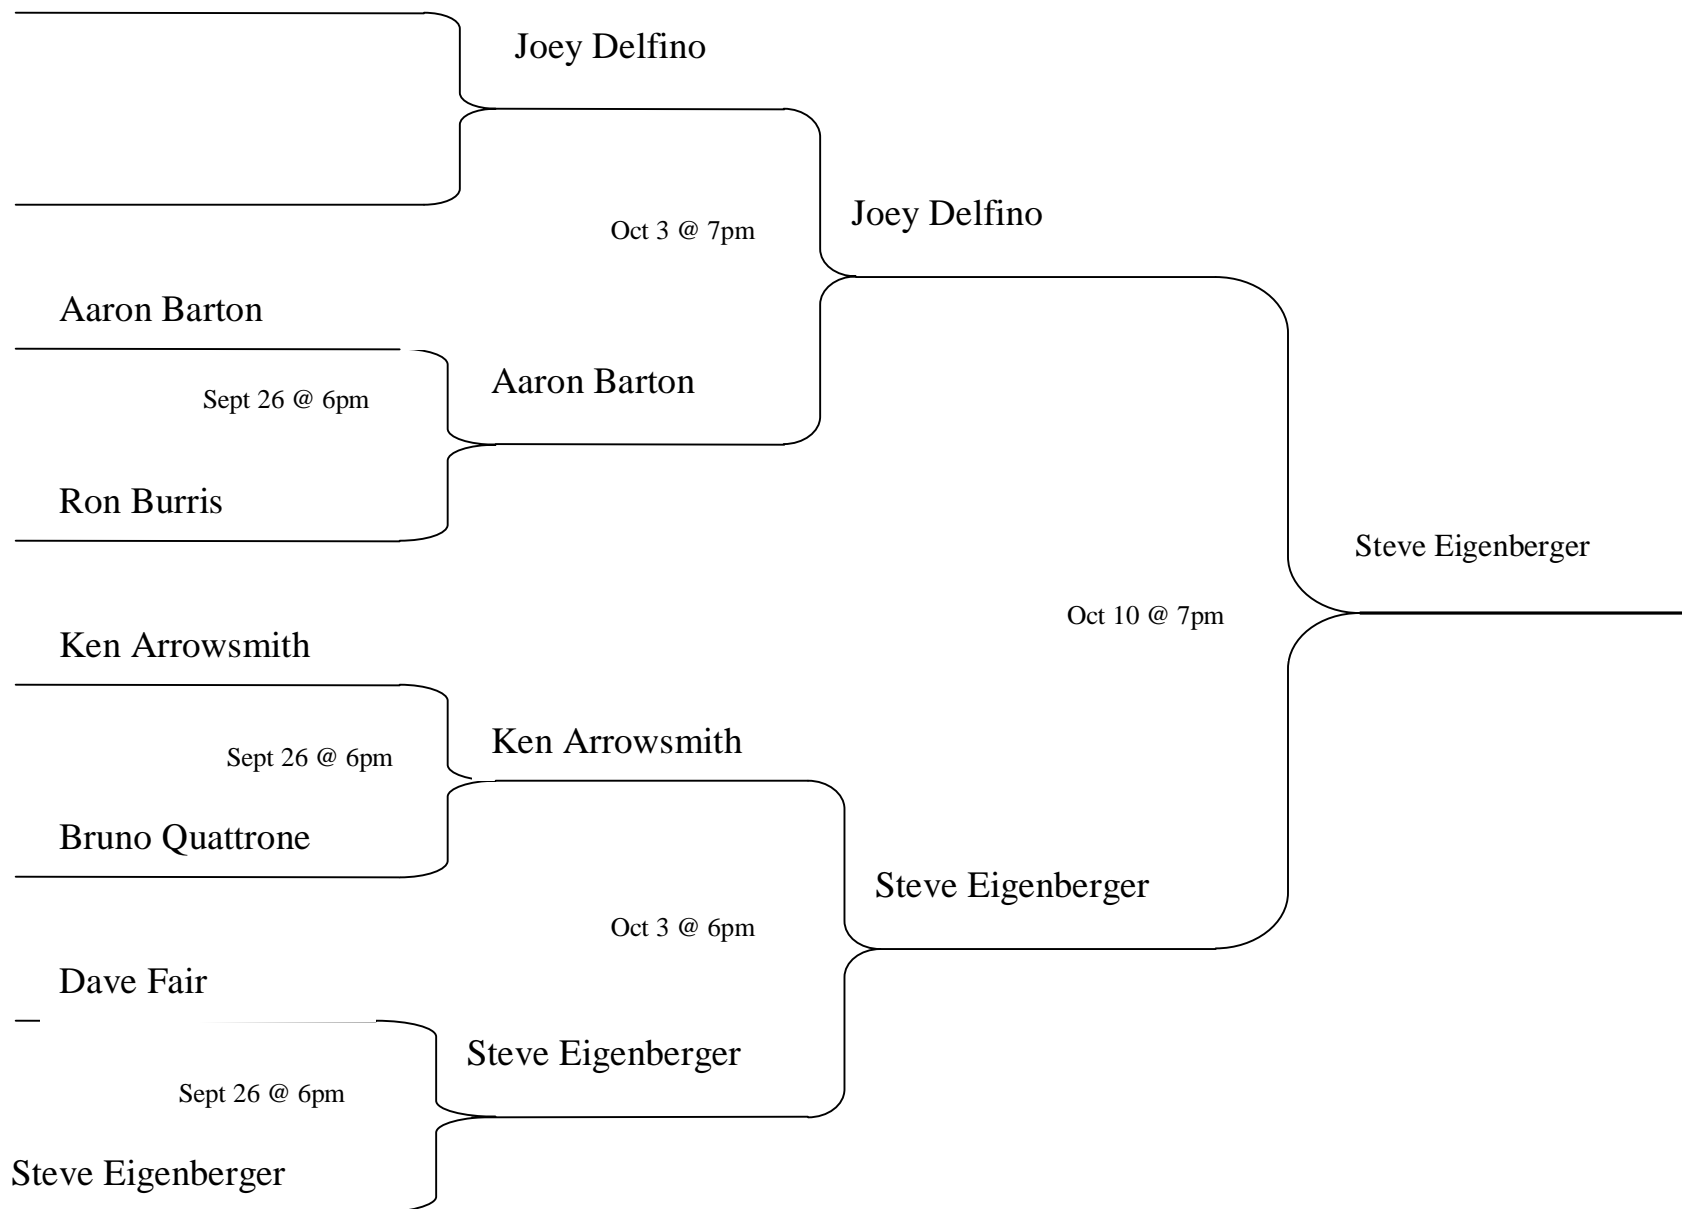 Joey Delfino
Oct 3 @ 7pm
Joey Delfino
Aaron Barton
Sept 26 @ 6pm
Aaron Barton
Ron Burris
Steve Eigenberger
Oct 10 @ 7pm
Ken Arrowsmith
Sept 26 @ 6pm
Ken Arrowsmith
Bruno Quattrone
Steve Eigenberger
Oct 3 @ 6pm
Dave Fair
Steve Eigenberger
Sept 26 @ 6pm
Steve Eigenberger